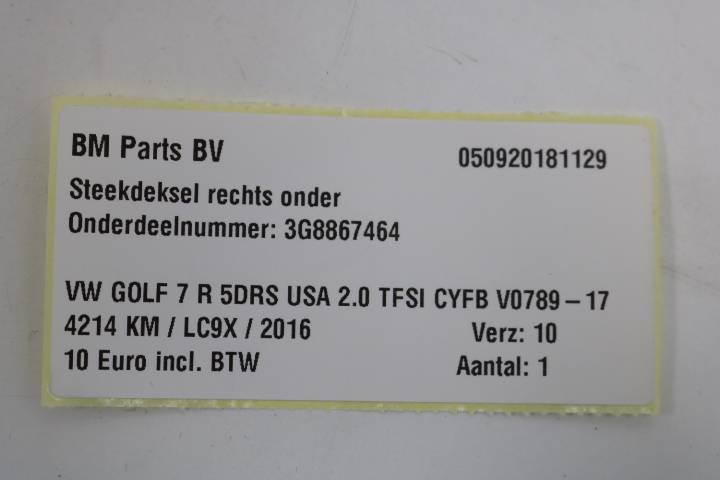 BM Parts BV 050920181129
Steekdeksel rechts onder
Onderdeelnummer: 3G8867464
VW GOLF 7 R 5DRS USA 2.0 TFSI CYFB V0789-17
4214 KM / LC9X / 2016 Verz: 10
10 Euro incl. BTW Aantal: 1